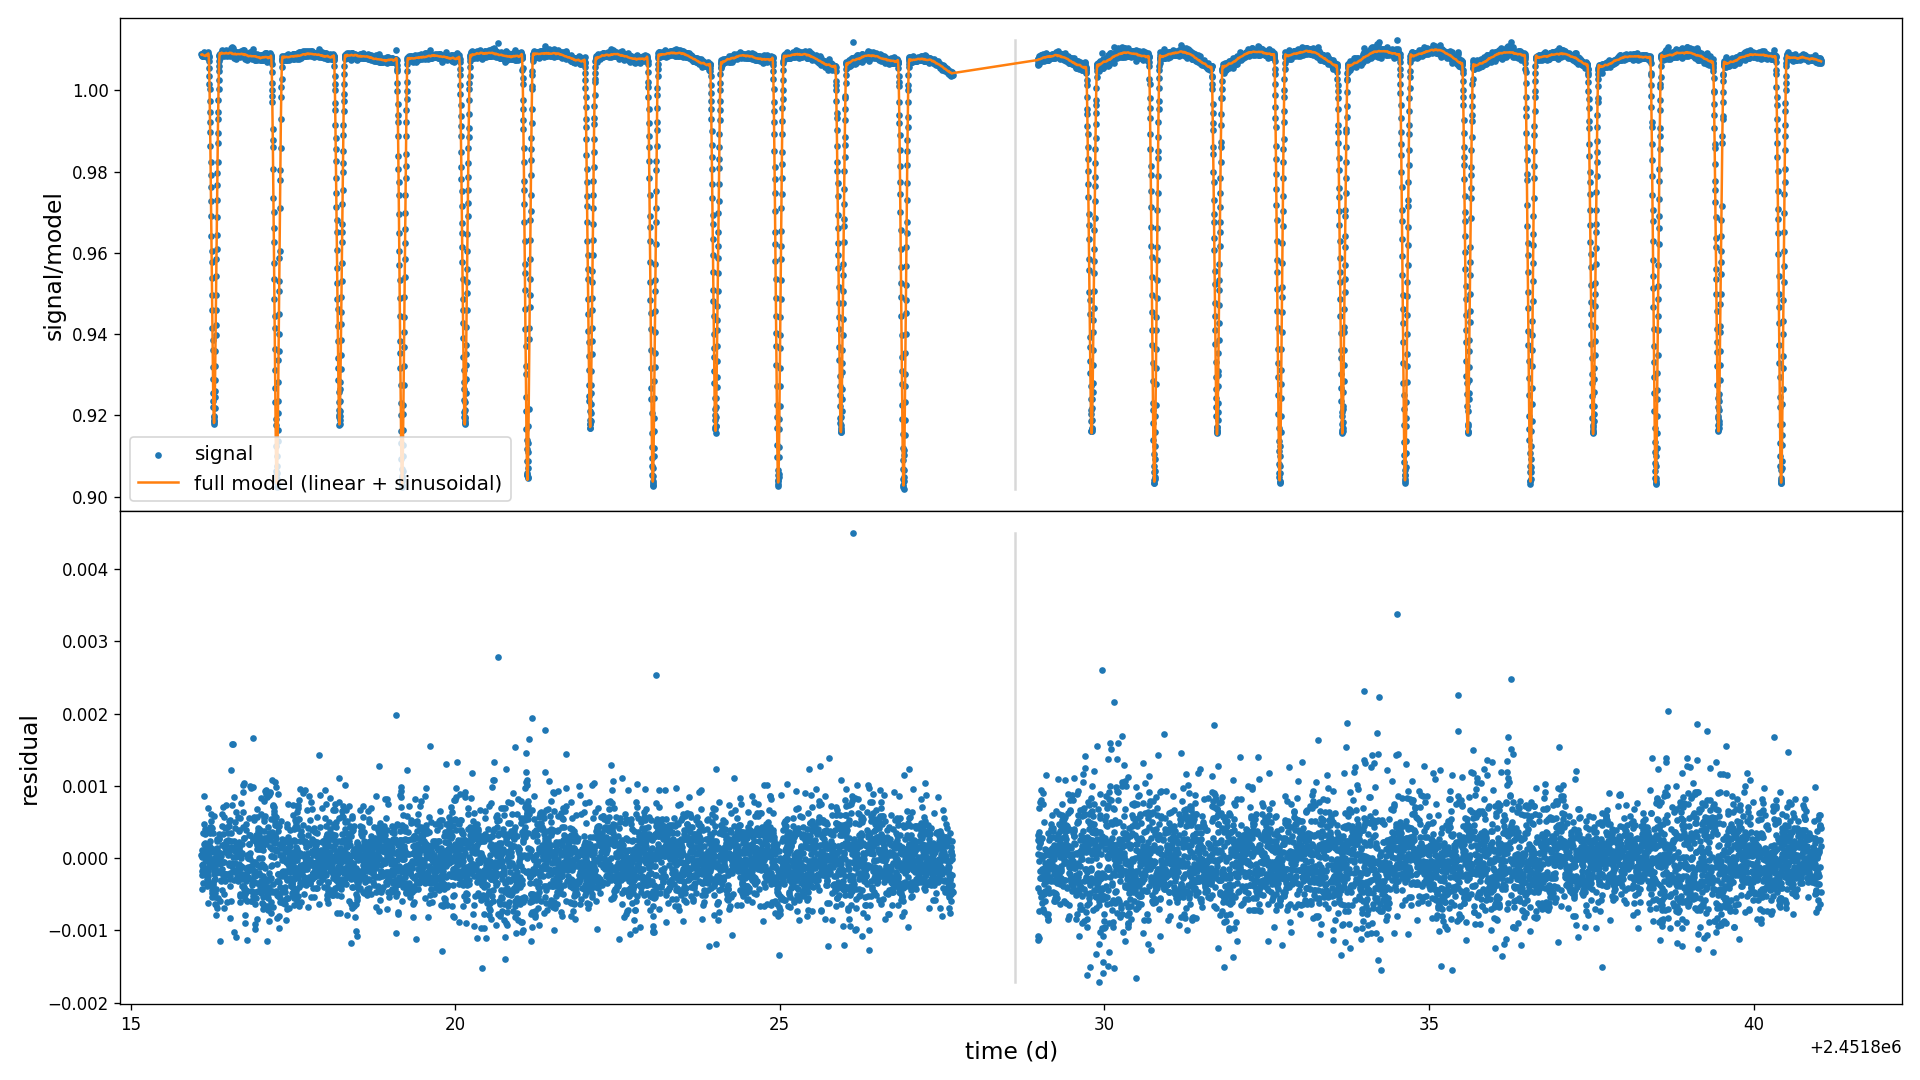 signal/model
1.00
0.98
0.96
0.94
0.92
0.90
signal
full model (linear + sinusoidal)
residual
0.004
0.003
0.002
0.001
0.000
−0.001
−0.002
15 20 25 30 35 40
time (d)
+2.4518e6